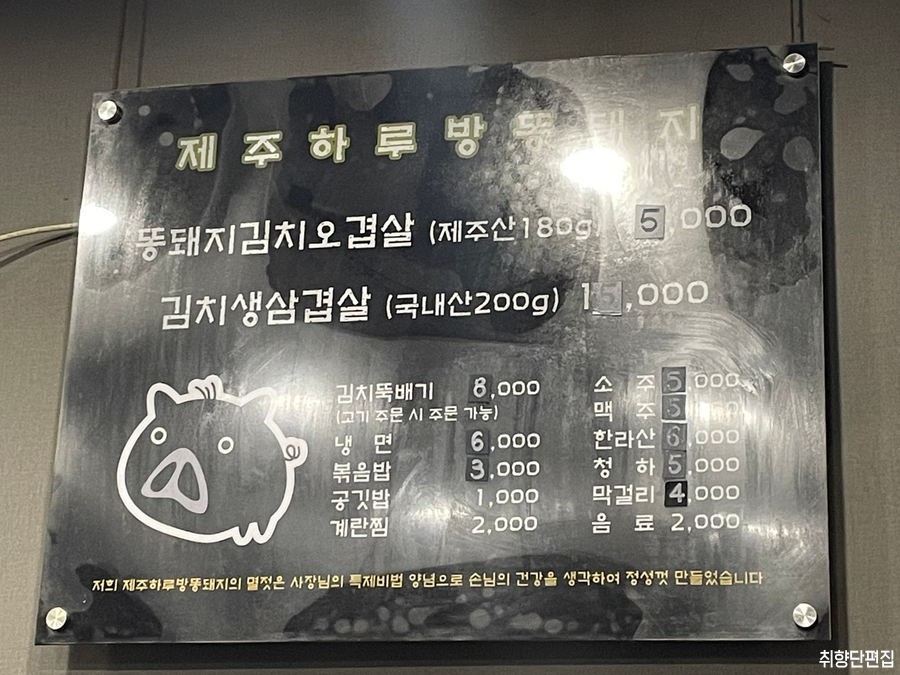 제주하루방똥돼지
똥돼지김치오겹살 (제주산180g) 5,000
김치생삼겹살 (국내산200g) 15,000
김치뚝배기 8,000
(고기 주문 시 주문 가능)
냉 면 6,000
볶음밥 3,000
공깃밥 1,000
계란찜 2,000
소 주 5,000
맥 주 5,000
한라산 6,000
청 하 5,000
막걸리 4,000
음 료 2,000
저희 제주하루방똥돼지의 멜젓은 사장님의 특제비법 양념으로 손님의 건강을 생각하여 정성껏 만들었습니다
취향단편집